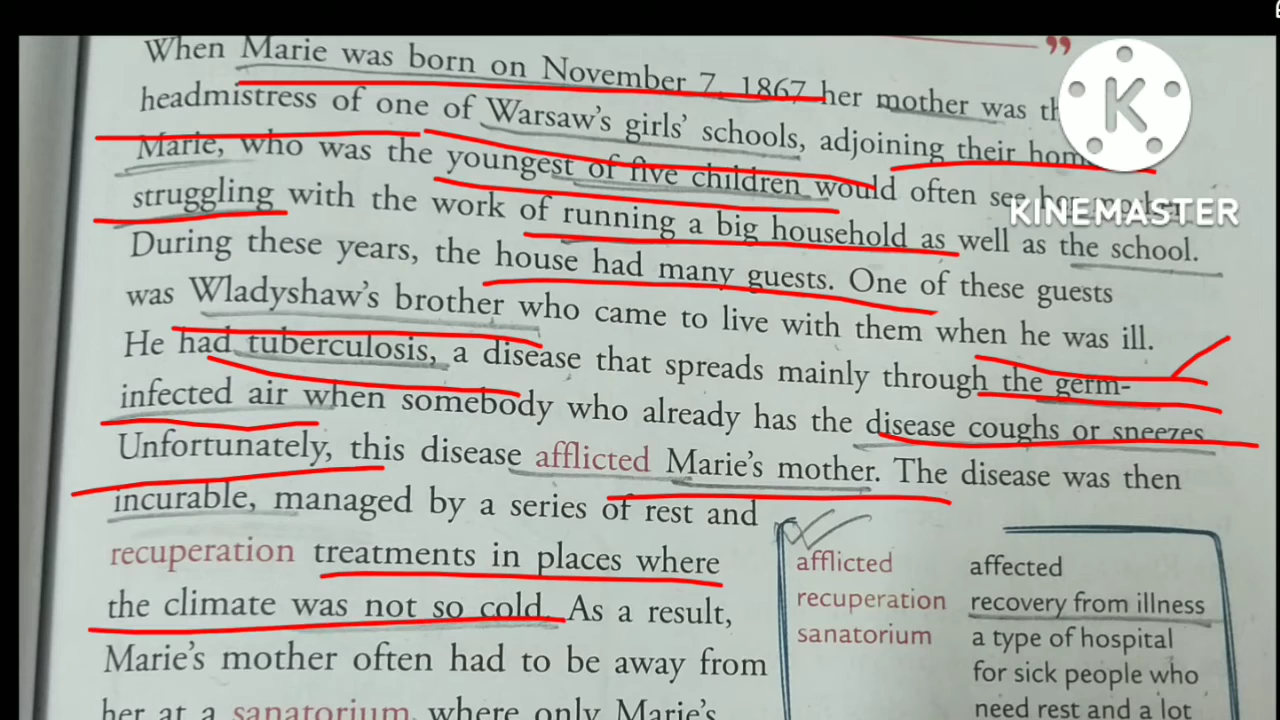 ”
When Marie was born on November 7, 1867 her mother was
headmistress of one of Warsaw's girls' schools, adjoining their
Marie, who was the youngest of five children would often see
struggling with the work of running a big household as well as the school.
During these years, the house had many guests. One of these guests
was Wladyshaw's brother who came to live with them when he was ill.
He had tuberculosis, a disease that spreads mainly through the germ-
infected air when somebody who already has the disease coughs or sneezes
Unfortunately, this disease afflicted Marie's mother. The disease was then
incurable, managed by a series of rest and
recuperation treatments in places where
the climate was not so cold. As a result,
Marie's mother often had to be away from
her at a sanatorium, where only Marie's
afflicted affected
recuperation recovery from illness
sanatorium a type of hospital
for sick people who
need rest and a lot
K
KINEMASTER